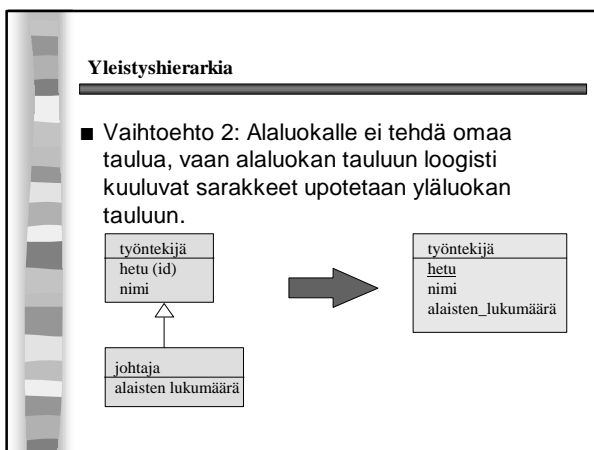 Yleistyshierarkia
■ Vaihtoehto 2: Alaluokalle ei tehdä omaa
taulua, vaan alaluokan tauluun loogisti
kuuluvat sarakkeet upotetaan yläluokan
tauluun.
työntekijä
hetu (id)
nimi
johtaja
alaisten lukumäärä
työntekijä
hetu
nimi
alaisten_lukumäärä